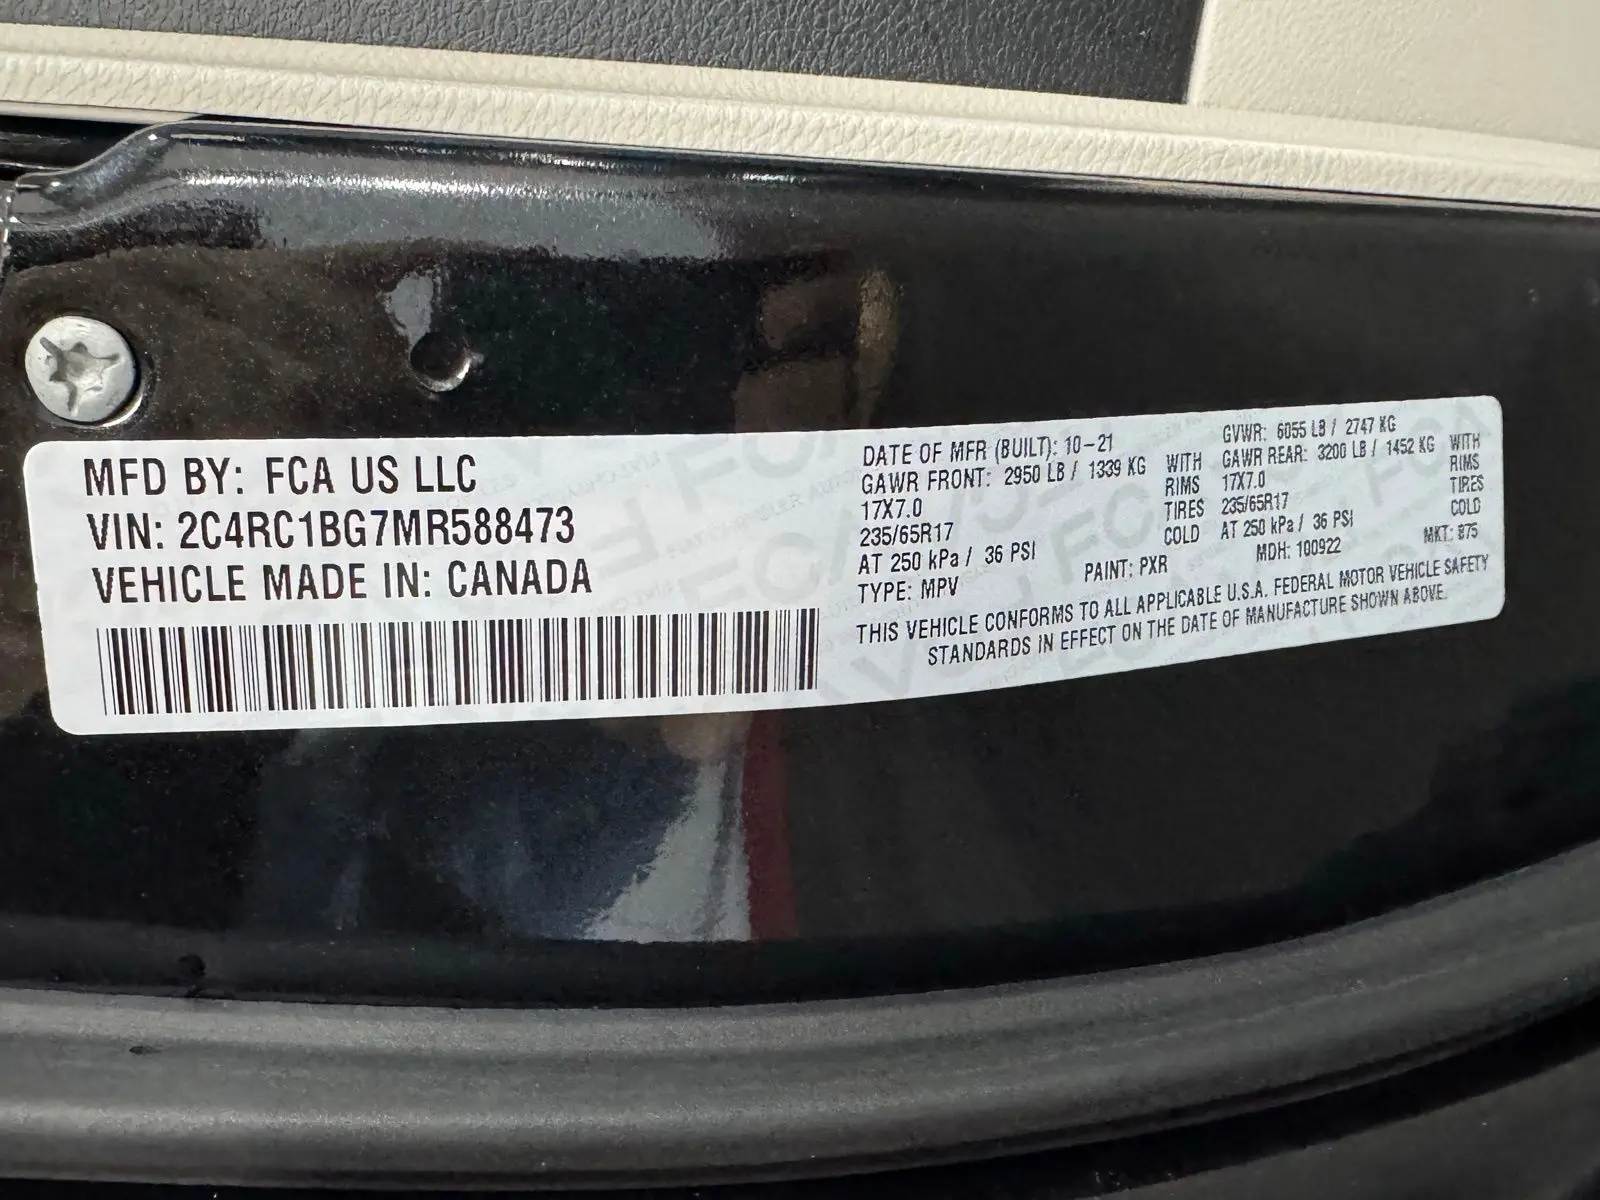 MFD BY: FCA US LLC
VIN: 2C4RC1BG7MR588473
VEHICLE MADE IN: CANADA
DATE OF MFR (BUILT): 10-21 GVWR: 6055 LB / 2747 KG
GAWR FRONT: 2950 LB / 1339 KG WITH GAWR REAR: 3200 LB / 1452 KG WITH
17X7.0 RIMS 17X7.0 RIMS
235/65R17 TIRES 235/65R17 TIRES
AT 250 kPa / 36 PSI COLD AT 250 kPa / 36 PSI COLD
TYPE: MPV PAINT: PXR MDH: 100922 MKT:
THIS VEHICLE CONFORMS TO ALL APPLICABLE U.S.A. FEDERAL MOTOR VEHICLE SAFETY
STANDARDS IN EFFECT ON THE DATE OF MANUFACTURE SHOWN ABOVE.